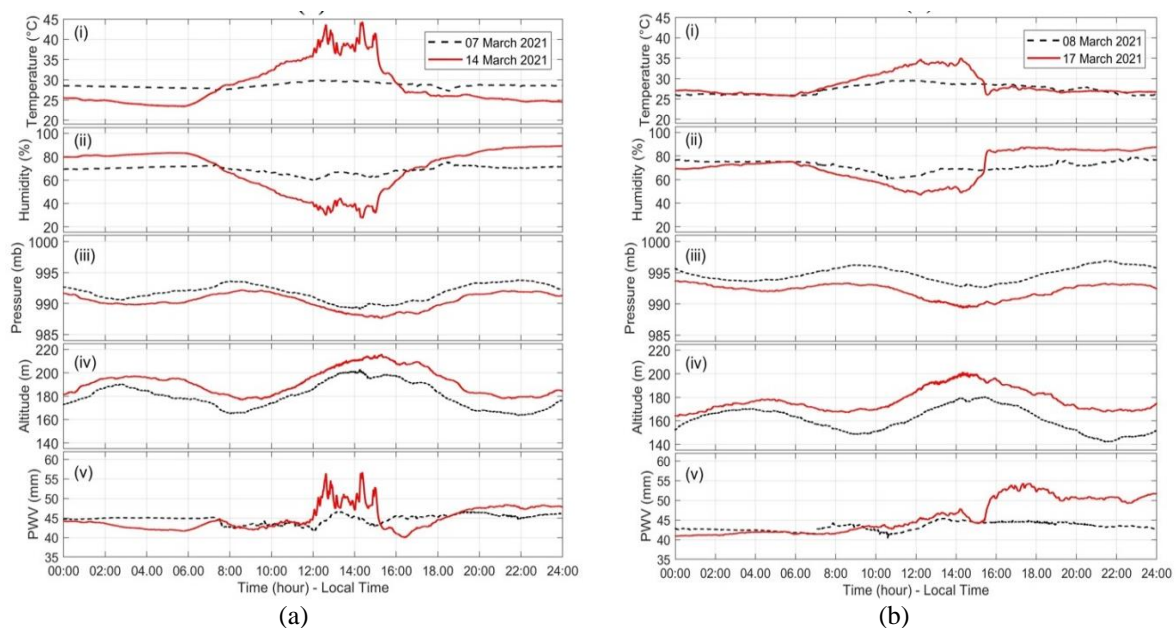 (i)
Temperature (°C)
45
40
35
30
25
20
07 March 2021
14 March 2021
(ii)
Humidity (%)
100
80
60
40
20
(iii)
Pressure (mb)
1000
995
990
985
(iv)
Altitude (m)
220
200
180
160
140
(v)
PWV (mm)
60
55
50
45
40
35
00:00 02:00 04.00 06.00 8:00 10:00 12:00 14:00 16:00 18:00 20:00 22:00 24:00
Time (hour) - Local Time
(a)
(i)
Temperature (°C)
45
40
35
30
25
20
08 March 2021
17 March 2021
(ii)
Humidity (%)
100
80
60
40
20
(iii)
Pressure (mb)
1000
995
990
985
(iv)
Altitude (m)
220
200
180
160
140
(v)
PWV (mm)
60
55
50
45
40
35
00:00 02:00 04.00 06.00 8:00 10:00 12:00 14:00 16:00 18:00 20:00 22:00 24:00
Time (hour) - Local Time
(b)